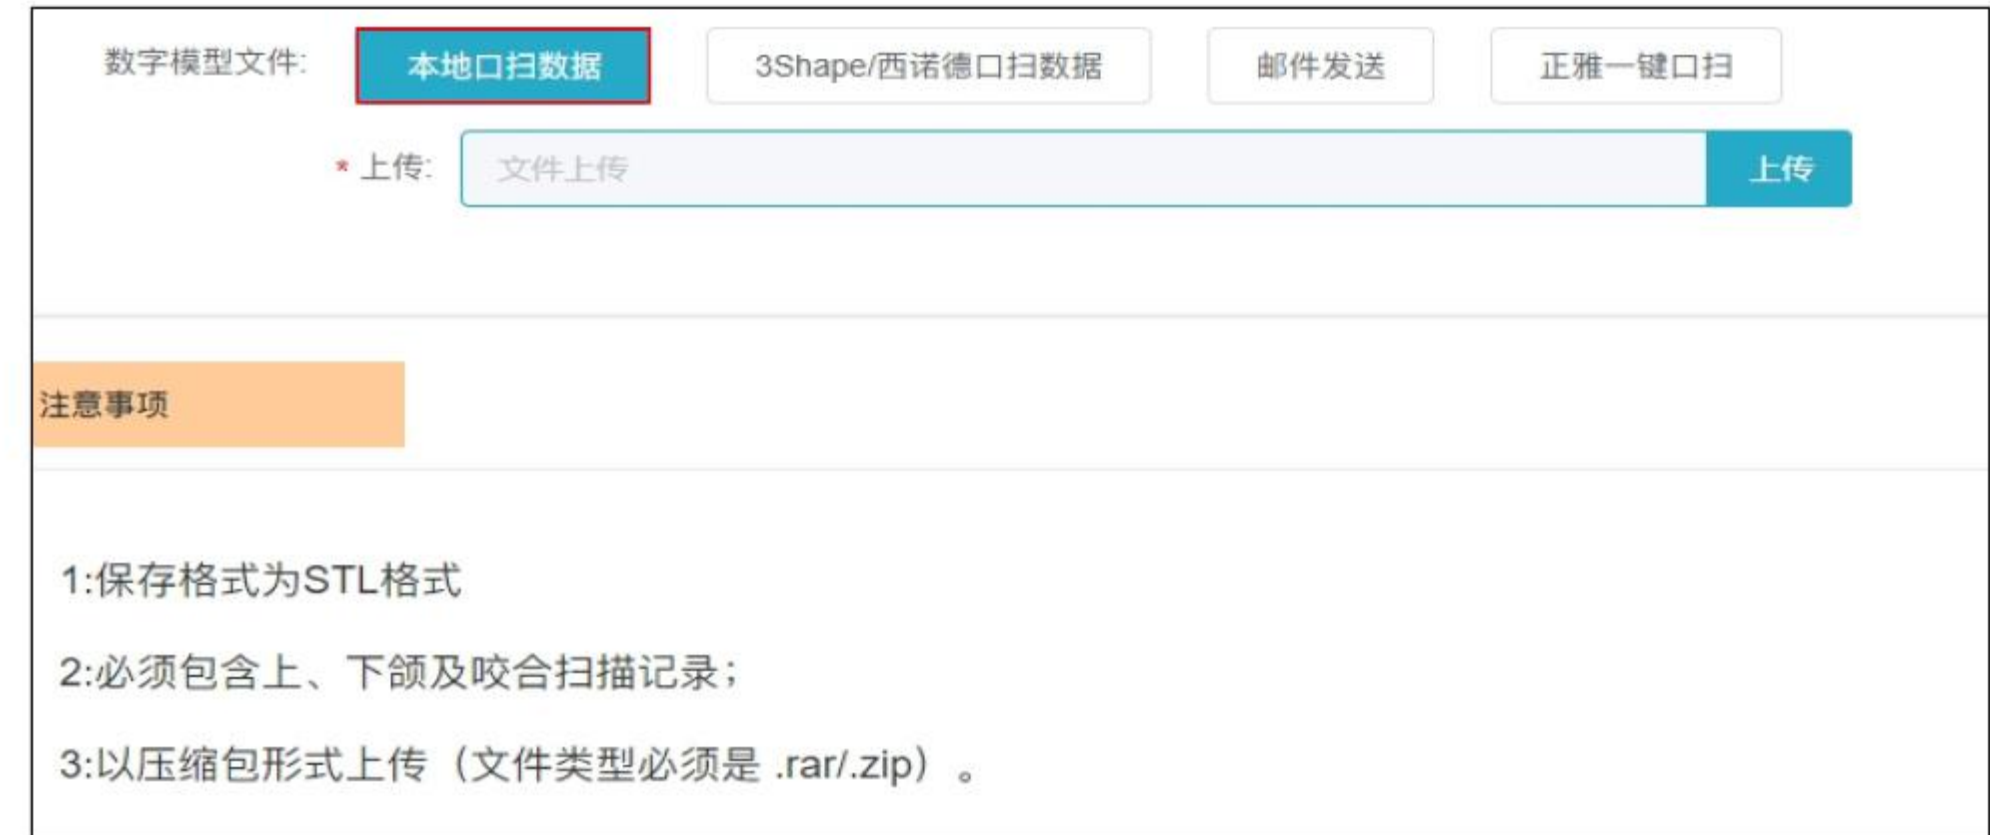 数字模型文件: 本地口扫数据 3Shape/西诺德口扫数据 邮件发送 正雅一键口扫
* 上传: 文件上传 上传
注意事项
1:保存格式为STL格式
2:必须包含上、下颌及咬合扫描记录；
3:以压缩包形式上传（文件类型必须是 .rar/.zip）。